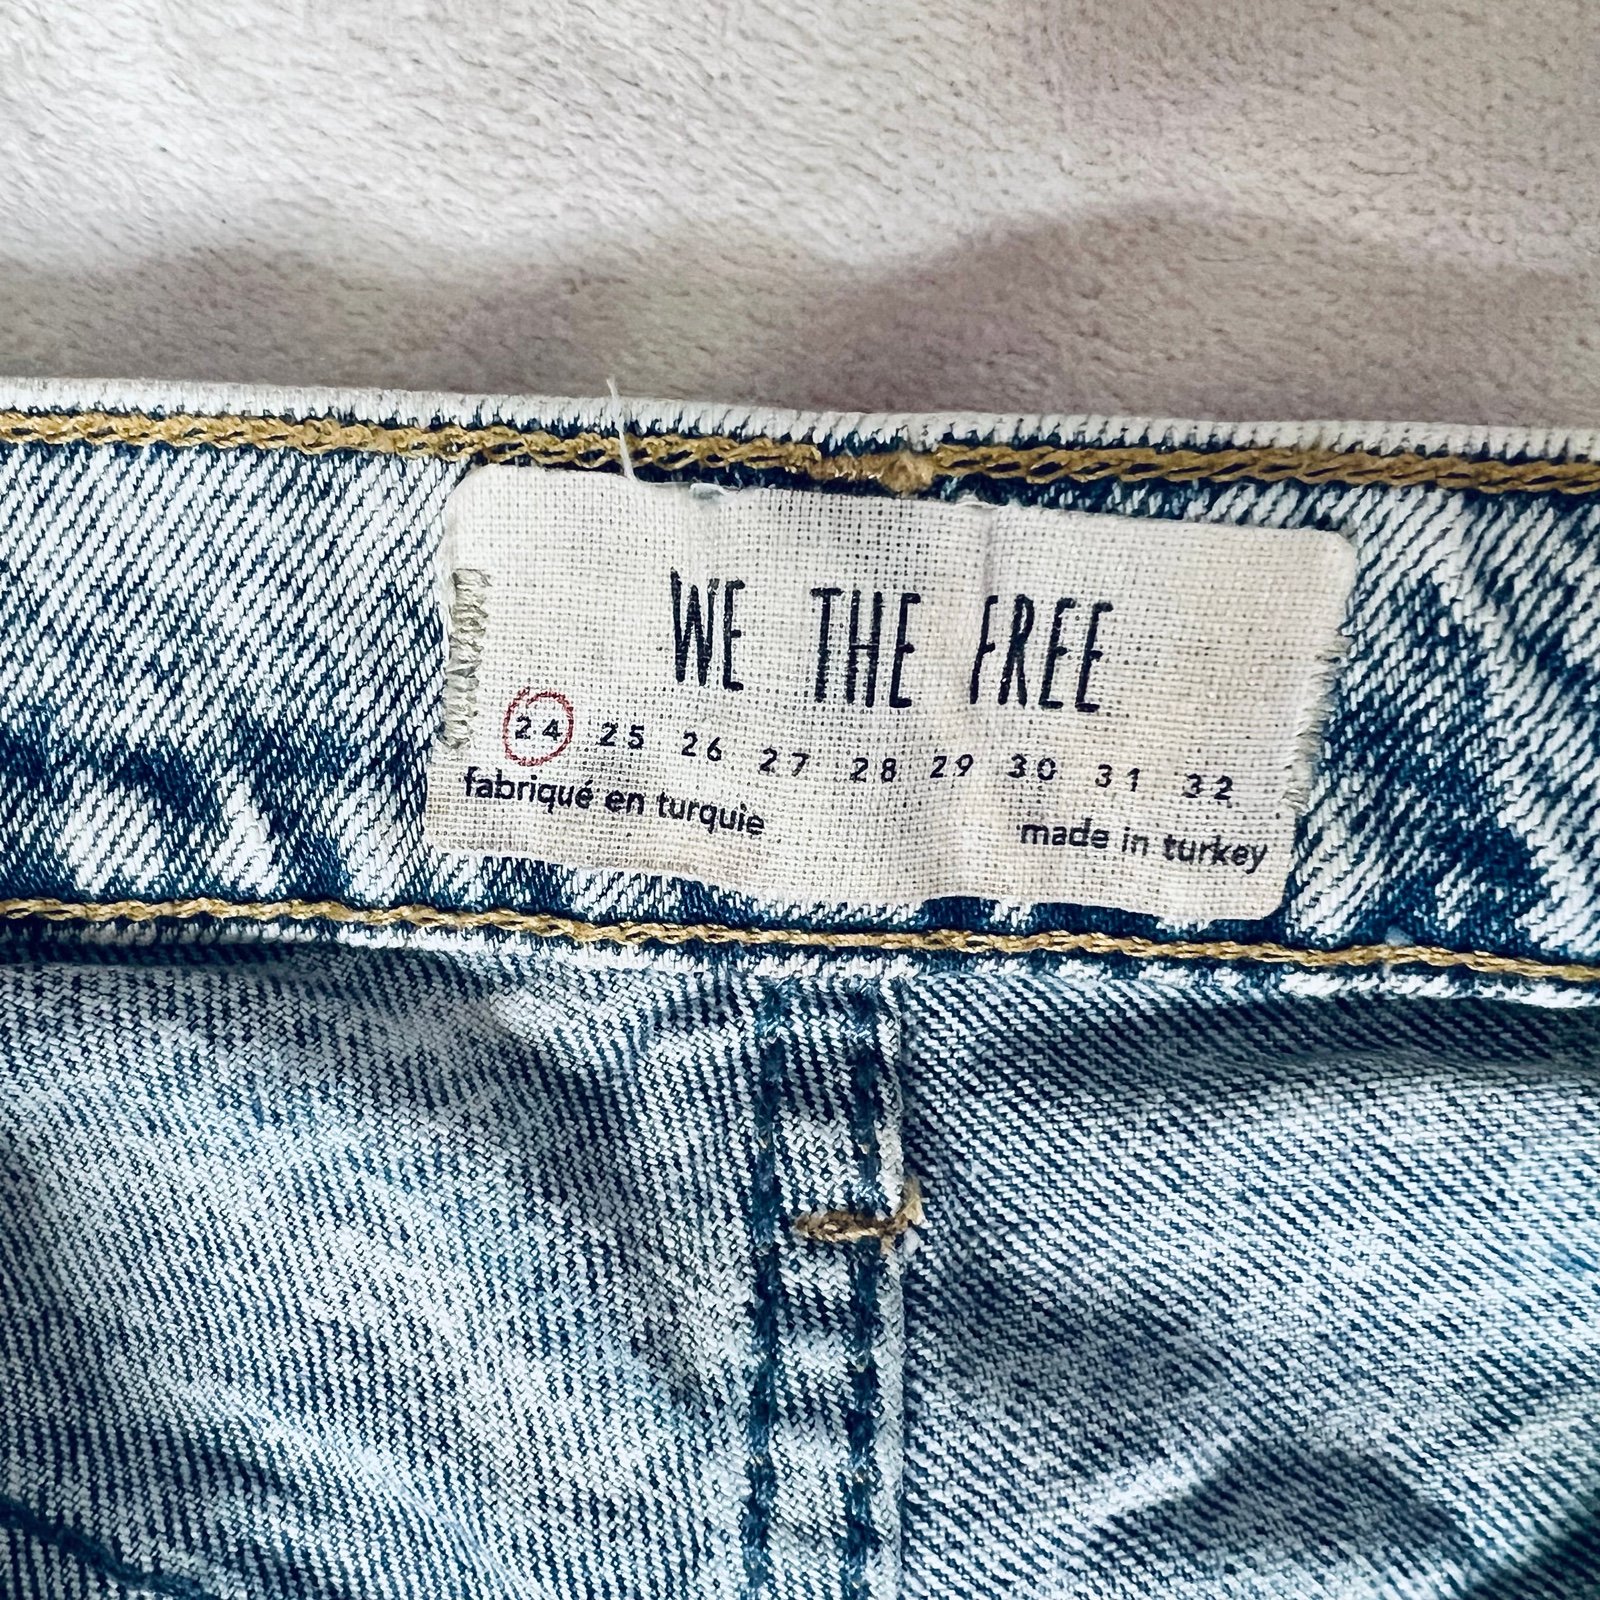 WE THE FREE
24 25 26 27 28 29 30 31 32
fabriqué en turquie made in turkey